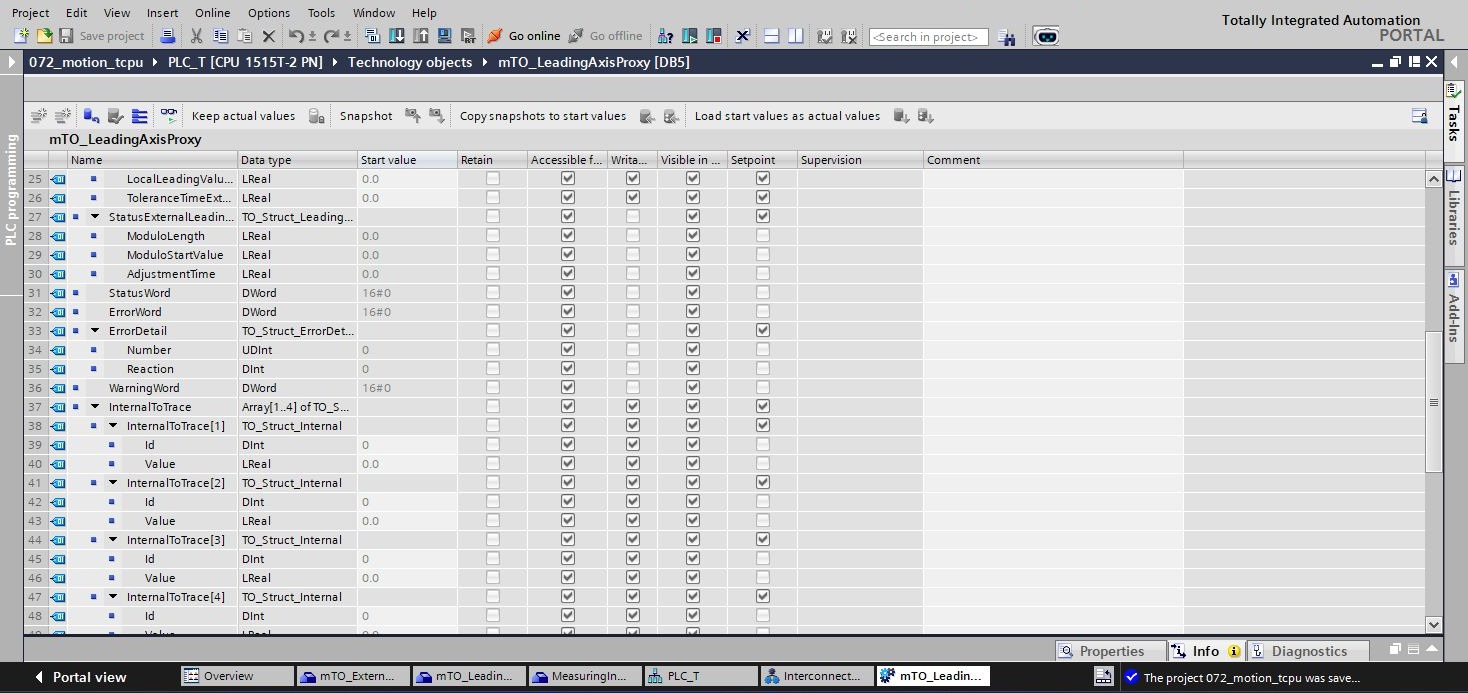 Project Edit View Insert Online Options Tools Window Help
Totally Integrated Automation
PORTAL
Save project Go online Go offline <Search in project>
072_motion_tcpu PLC_T [CPU 1515T-2 PN] Technology objects mTO_LeadingAxisProxy [DB5]
Keep actual values Snapshot Copy snapshots to start values Load start values as actual values
mTO_LeadingAxisProxy
Name Data type Start value Retain Accessible f... Writa... Visible in ... Setpoint Supervision Comment
25 LocalLeadingValu... LReal 0.0
26 ToleranceTimeExt... LReal 0.0
27 StatusExternalLeadin... TO_Struct_Leading...
28 ModuloLength LReal 0.0
29 ModuloStartValue LReal 0.0
30 AdjustmentTime LReal 0.0
31 StatusWord DWord 16#0
32 ErrorWord DWord 16#0
33 ErrorDetail TO_Struct_ErrorDet...
34 Number UDInt 0
35 Reaction DInt 0
36 WarningWord DWord 16#0
37 InternalToTrace Array[1..4] of TO_S...
38 InternalToTrace[1] TO_Struct_Internal
39 Id DInt 0
40 Value LReal 0.0
41 InternalToTrace[2] TO_Struct_Internal
42 Id DInt 0
43 Value LReal 0.0
44 InternalToTrace[3] TO_Struct_Internal
45 Id DInt 0
46 Value LReal 0.0
47 InternalToTrace[4] TO_Struct_Internal
48 Id DInt 0
49 Value LReal 0.0
PLC programming
Tasks
Libraries
Add-Ins
Properties Info Diagnostics
Portal view Overview mTO_Extern... mTO_Leadin... MeasuringIn... PLC_T Interconnect... mTO_Leadin... The project 072_motion_tcpu was save...